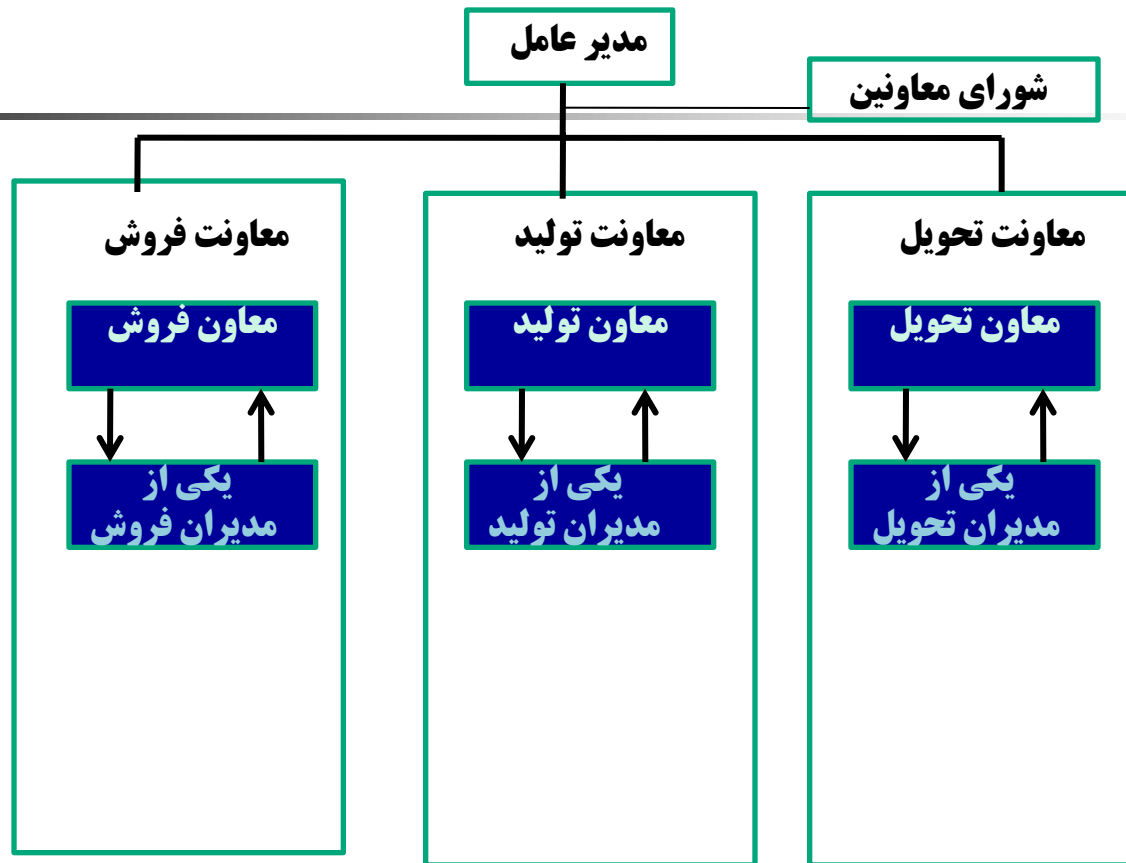 مدیر عامل
شورای معاونین
معاونت تحویل
معاون تحویل
یکی از
مدیران تحویل
معاونت تولید
معاون تولید
یکی از
مدیران تولید
معاونت فروش
معاون فروش
یکی از
مدیران فروش